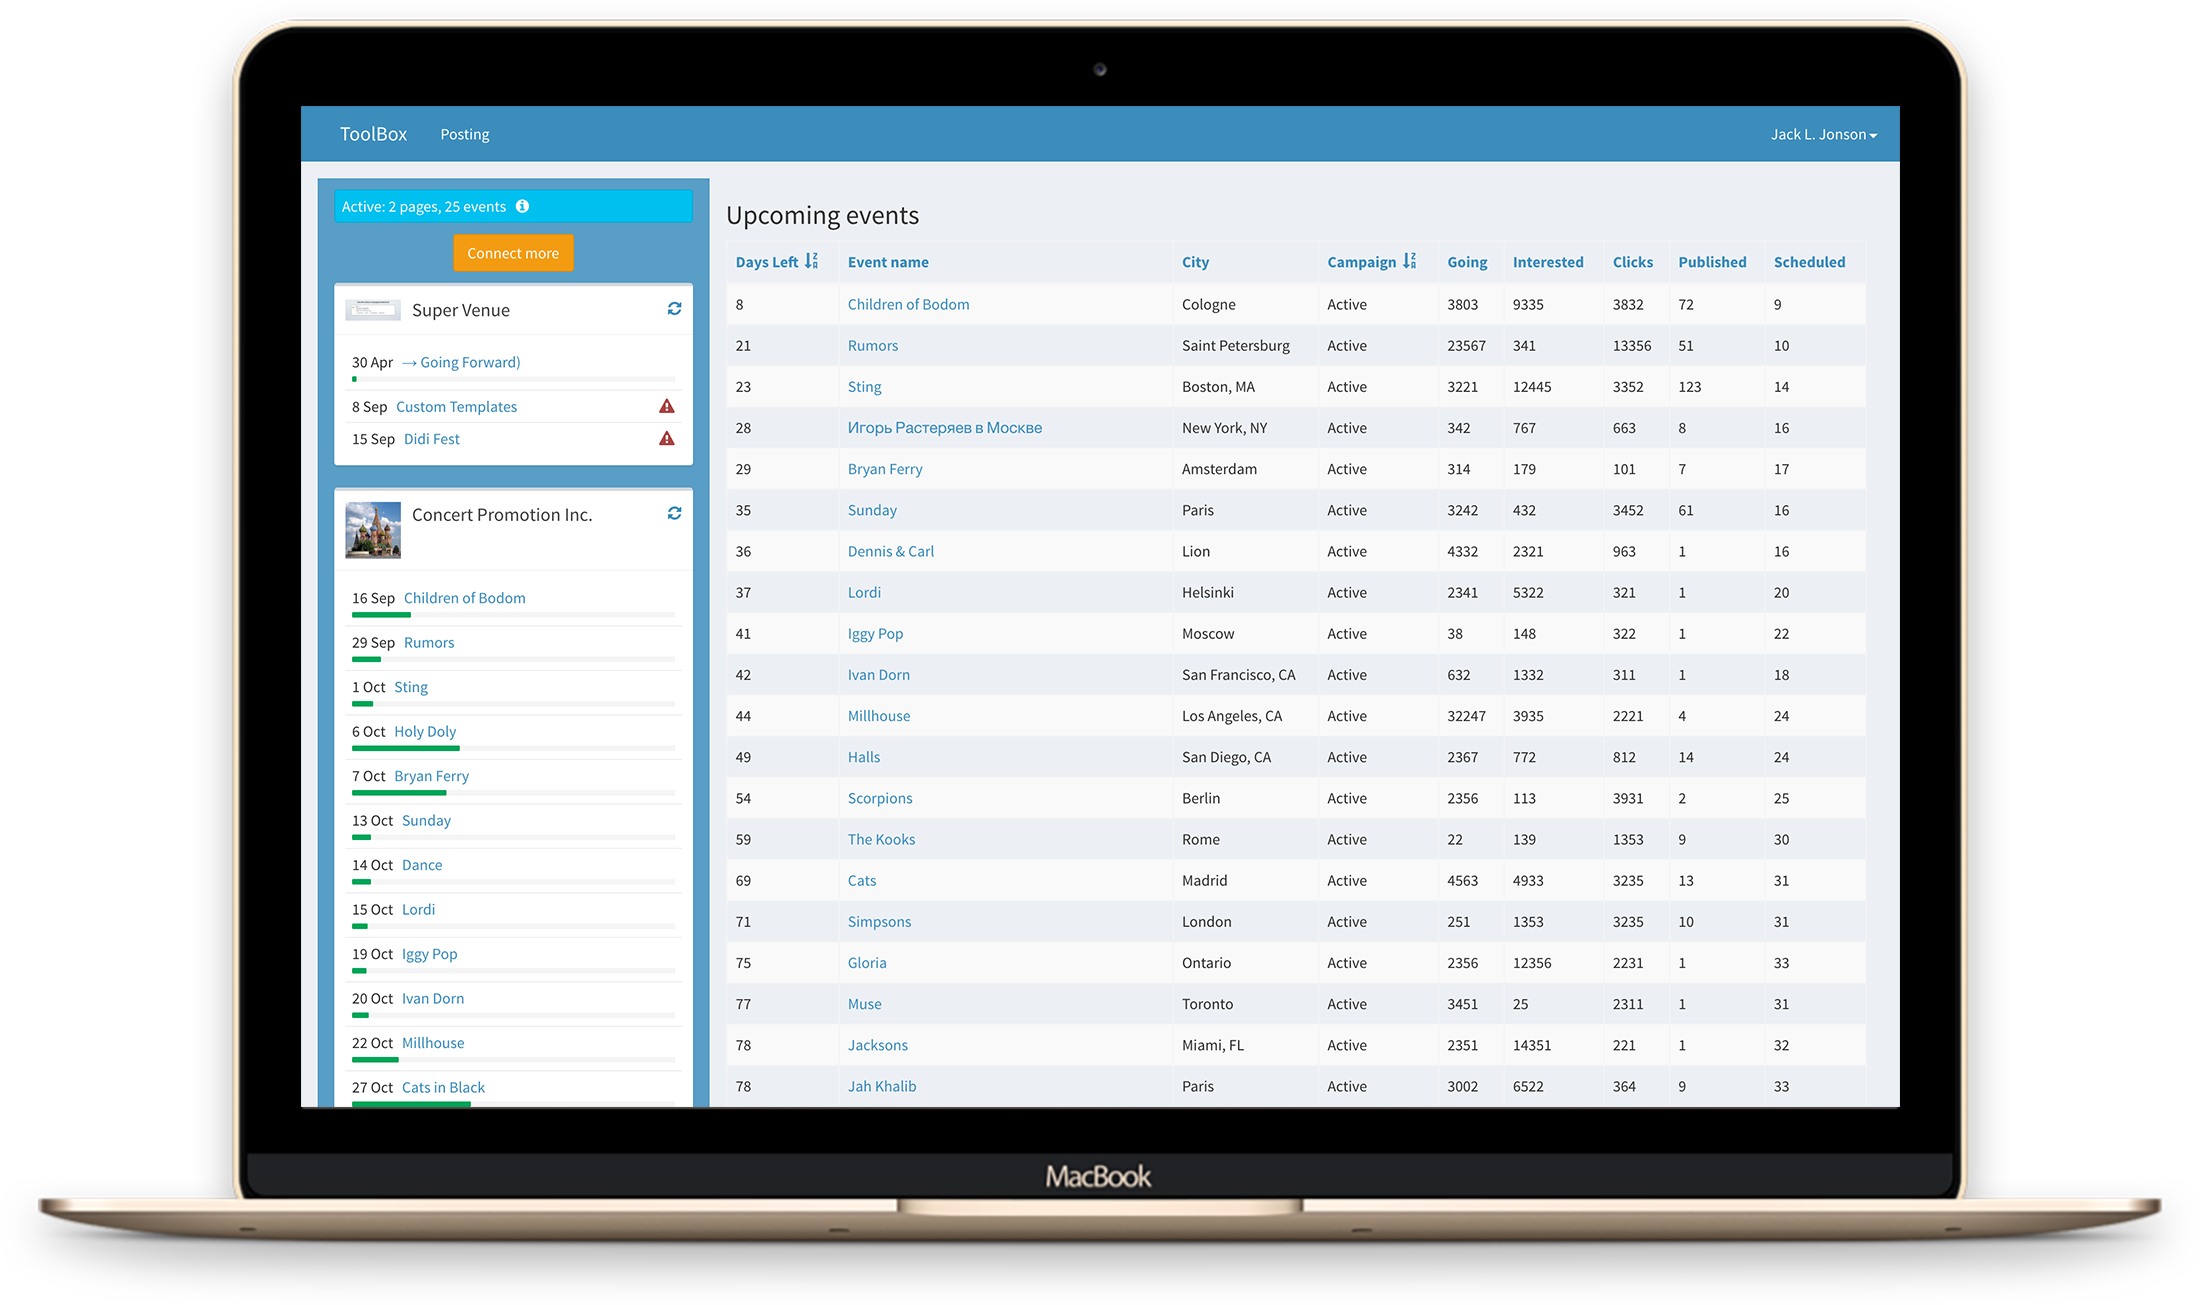 ToolBox Posting Jack L. Jonson
Active: 2 pages, 25 events
Connect more
Super Venue
30 Apr → Going Forward)
8 Sep Custom Templates
15 Sep Didi Fest
Concert Promotion Inc.
16 Sep Children of Bodom
29 Sep Rumors
1 Oct Sting
6 Oct Holy Doly
7 Oct Bryan Ferry
13 Oct Sunday
14 Oct Dance
15 Oct Lordi
19 Oct Iggy Pop
20 Oct Ivan Dorn
22 Oct Millhouse
27 Oct Cats in Black
Upcoming events
Days Left Event name City Campaign Going Interested Clicks Published Scheduled
8 Children of Bodom Cologne Active 3803 9335 3832 72 9
21 Rumors Saint Petersburg Active 23567 341 13356 51 10
23 Sting Boston, MA Active 3221 12445 3352 123 14
28 Игорь Растеряев в Москве New York, NY Active 342 767 663 8 16
29 Bryan Ferry Amsterdam Active 314 179 101 7 17
35 Sunday Paris Active 3242 432 3452 61 16
36 Dennis & Carl Lion Active 4332 2321 963 1 16
37 Lordi Helsinki Active 2341 5322 321 1 20
41 Iggy Pop Moscow Active 38 148 322 1 22
42 Ivan Dorn San Francisco, CA Active 632 1332 311 1 18
44 Millhouse Los Angeles, CA Active 32247 3935 2221 4 24
49 Halls San Diego, CA Active 2367 772 812 14 24
54 Scorpions Berlin Active 2356 113 3931 2 25
59 The Kooks Rome Active 22 139 1353 9 30
69 Cats Madrid Active 4563 4933 3235 13 31
71 Simpsons London Active 251 1353 3235 10 31
75 Gloria Ontario Active 2356 12356 2231 1 33
77 Muse Toronto Active 3451 25 2311 1 31
78 Jacksons Miami, FL Active 2351 14351 221 1 32
78 Jah Khalib Paris Active 3002 6522 364 9 33
MacBook